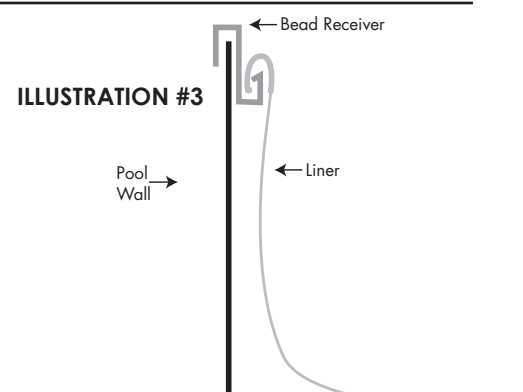 Bead Receiver
ILLUSTRATION #3
Pool
Wall
Liner